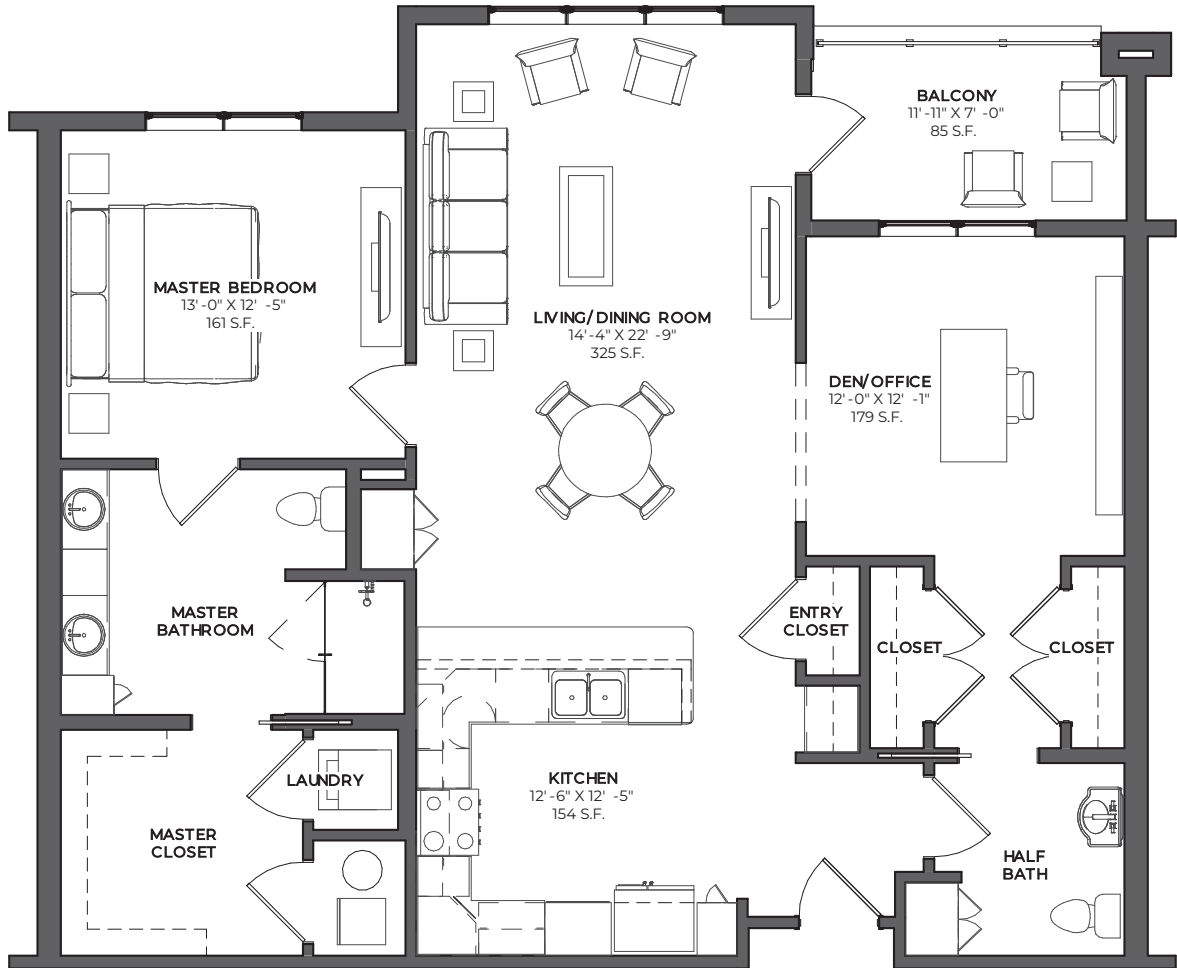 BALCONY
11'-11" X 7' -0"
85 S.F.
MASTER BEDROOM
13'-0" X 12' -5"
161 S.F.
LIVING/DINING ROOM
14'-4" X 22' -9"
325 S.F.
DEN/OFFICE
12'-0" X 12' -1"
179 S.F.
MASTER
BATHROOM
ENTRY
CLOSET
CLOSET
CLOSET
LAUNDRY
KITCHEN
12'-6" X 12' -5"
154 S.F.
MASTER
CLOSET
HALF
BATH